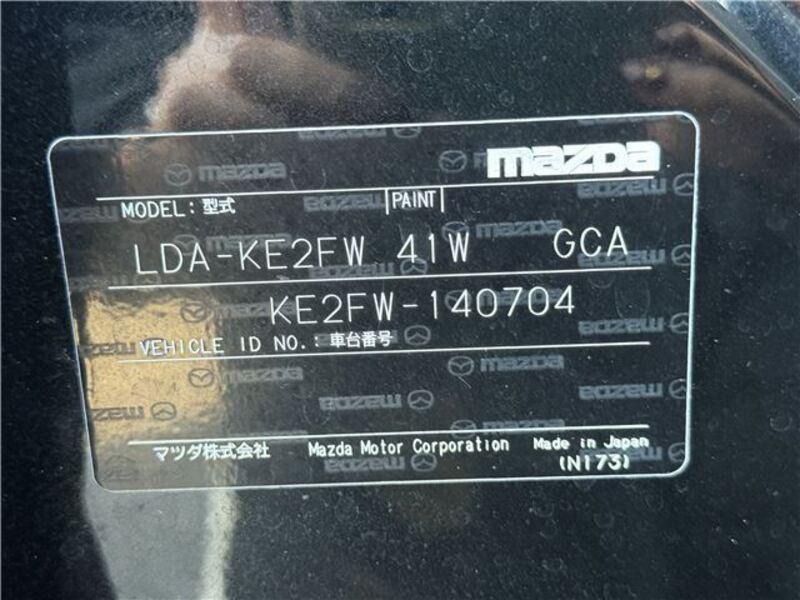 mazda
MODEL: 型式 PAINT
LDA-KE2FW 41W GCA
KE2FW-140704
VEHICLE ID NO.: 車台番号
マツダ株式会社 Mazda Motor Corporation Made in Japan
(N173)